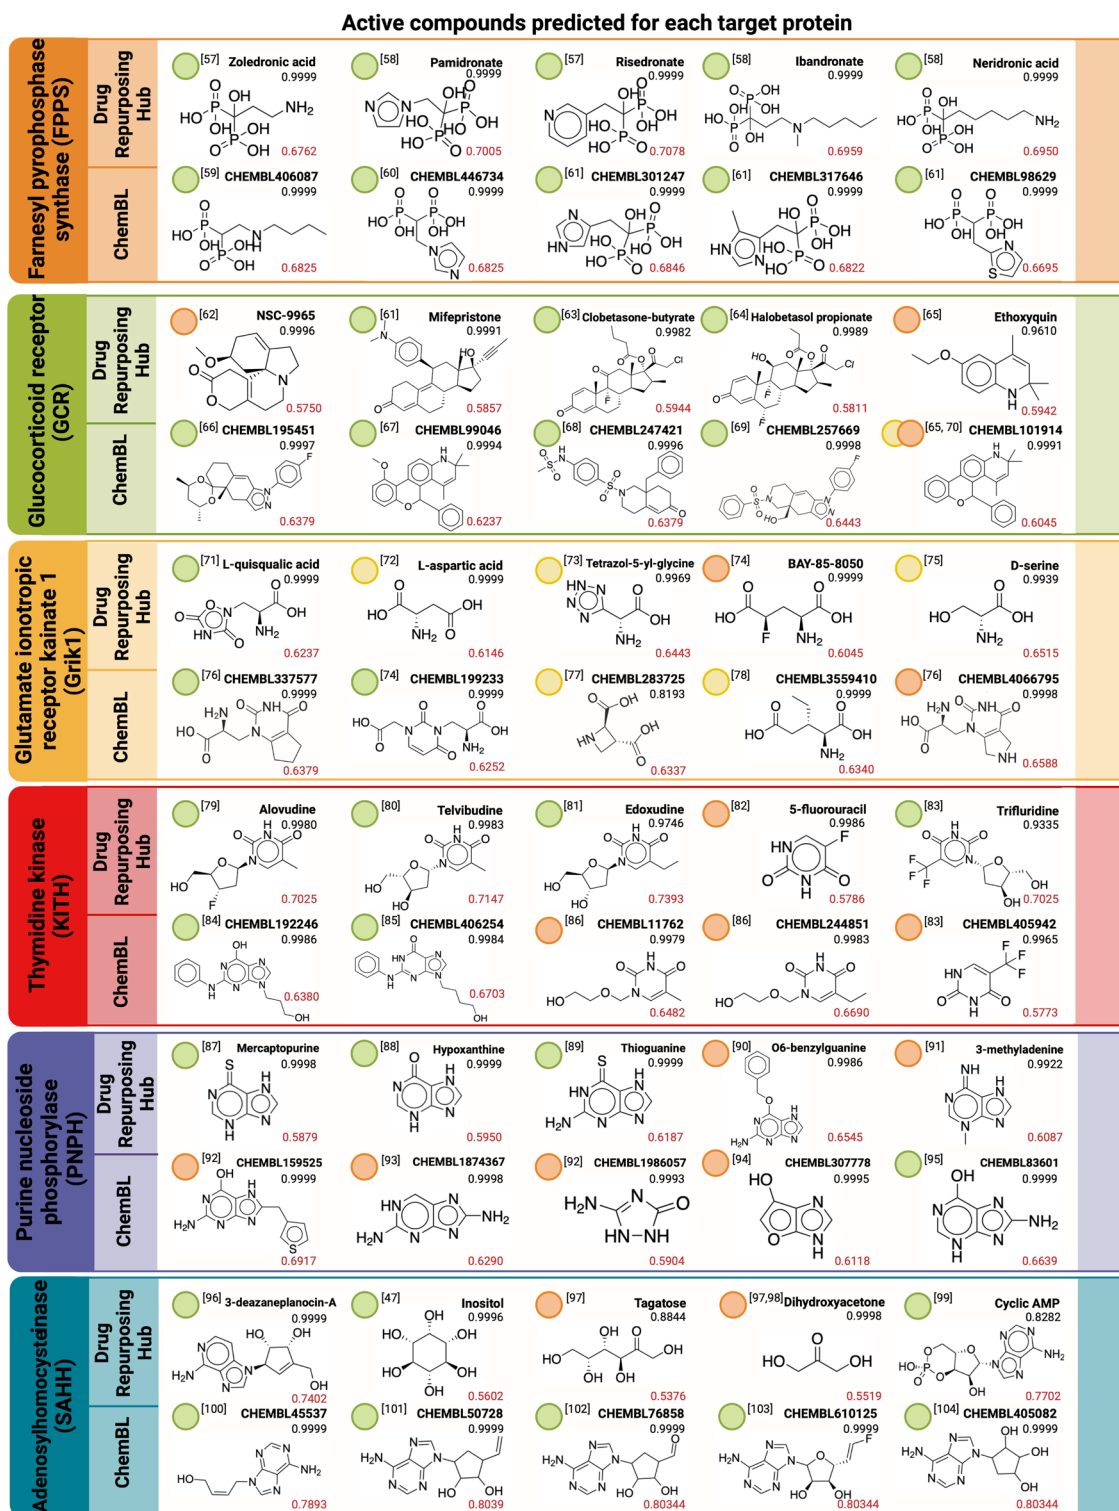 Active compounds predicted for each target protein
Farnesyl pyrophosphate
synthase (FPPS)
Drug
Repurposing
Hub
[57] Zoledronic acid
0.9999
0.6762
[58] Pamidronate
0.9999
0.7005
[57] Risedronate
0.9999
0.7078
[58] Ibandronate
0.9999
0.6959
[58] Neridronic acid
0.9999
0.6950
ChemBL
[59] CHEMBL406087
0.9999
0.6825
[60] CHEMBL446734
0.9999
0.6825
[61] CHEMBL301247
0.9999
0.6846
[61] CHEMBL317646
0.9999
0.6822
[61] CHEMBL98629
0.9999
0.6695
Glucocorticoid receptor
(GCR)
Drug
Repurposing
Hub
[62] NSC-9965
0.9996
0.5750
[61] Mifepristone
0.9991
0.5857
[63] Clobetasone-butyrate
0.9982
0.5944
[64] Halobetasol propionate
0.9989
0.5811
[65] Ethoxyquin
0.9610
0.5942
ChemBL
[66] CHEMBL195451
0.9997
0.6379
[67] CHEMBL99046
0.9994
0.6237
[68] CHEMBL247421
0.9996
0.6379
[69] CHEMBL257669
0.9998
0.6443
[65, 70] CHEMBL101914
0.9991
0.6045
Glutamate ionotropic
receptor kainate 1
(Grik1)
Drug
Repurposing
Hub
[71] L-quisqualic acid
0.9999
0.6237
[72] L-aspartic acid
0.9999
0.6146
[73] Tetrazol-5-yl-glycine
0.9969
0.6443
[74] BAY-85-8050
0.9999
0.6045
[75] D-serine
0.9939
0.6515
ChemBL
[76] CHEMBL337577
0.9999
0.6379
[74] CHEMBL199233
0.9999
0.6252
[77] CHEMBL283725
0.8193
0.6337
[78] CHEMBL3559410
0.9999
0.6340
[76] CHEMBL4066795
0.9998
0.6588
Thymidine kinase
(KITH)
Drug
Repurposing
Hub
[79] Alovudine
0.9980
0.7025
[80] Telvibudine
0.9983
0.7147
[81] Edoxudine
0.9746
0.7393
[82] 5-fluorouracil
0.9986
0.5786
[83] Trifluridine
0.9335
0.7025
ChemBL
[84] CHEMBL192246
0.9986
0.6380
[85] CHEMBL406254
0.9984
0.6703
[86] CHEMBL11762
0.9979
0.6482
[86] CHEMBL244851
0.9983
0.6690
[83] CHEMBL405942
0.9965
0.5773
Purine nucleoside
phosphorylase
(PNPH)
Drug
Repurposing
Hub
[87] Mercaptopurine
0.9998
0.5879
[88] Hypoxanthine
0.9999
0.5950
[89] Thioguanine
0.9999
0.6187
[90] O6-benzylguanine
0.9986
0.6545
[91] 3-methyladenine
0.9922
0.6087
ChemBL
[92] CHEMBL159525
0.9999
0.6917
[93] CHEMBL1874367
0.9998
0.6290
[92] CHEMBL1986057
0.9993
0.5904
[94] CHEMBL307778
0.9995
0.6118
[95] CHEMBL83601
0.9999
0.6639
Adenosylhomocysteinase
(SAHH)
Drug
Repurposing
Hub
[96] 3-deazaneplanocin-A
0.9999
0.7402
[47] Inositol
0.9996
0.5602
[97] Tagatose
0.8844
0.5376
[97,98] Dihydroxyacetone
0.9998
0.5519
[99] Cyclic AMP
0.8282
0.7702
ChemBL
[100] CHEMBL45537
0.9999
0.7893
[101] CHEMBL50728
0.9999
0.8039
[102] CHEMBL76858
0.9999
0.80344
[103] CHEMBL610125
0.9999
0.80344
[104] CHEMBL405082
0.9999
0.80344